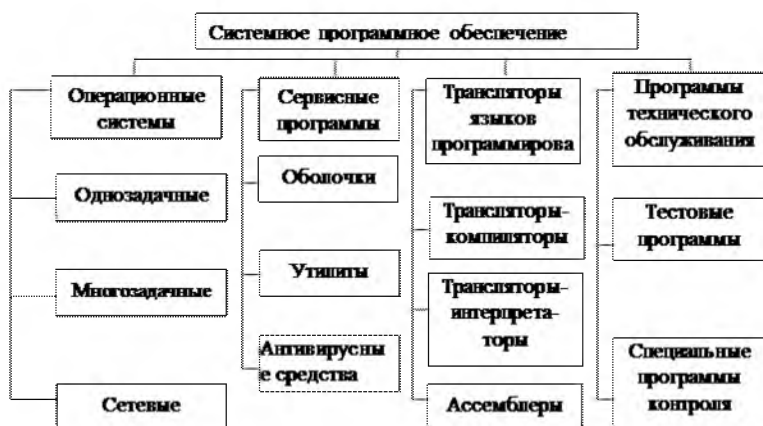 Системное программное обеспечение
Операционные
системы
Однозадачные
Многозадачные
Сетевые
Сервисные
программы
Оболочки
Утилиты
Антивирусны
е средства
Трансляторы
языков
программирова
Трансляторы-
компиляторы
Трансляторы-
интерпрета-
торы
Ассемблеры
Программы
технического
обслуживания
Тестовые
программы
Специальные
программы
контроля